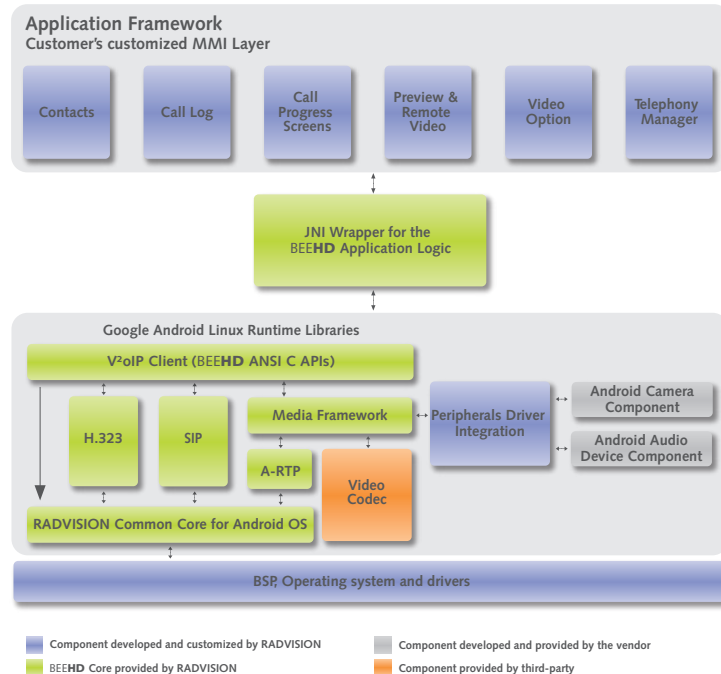 Application Framework
Customer's customized MMI Layer
Contacts
Call Log
Call
Progress
Screens
Preview &
Remote
Video
Video
Option
Telephony
Manager
JNI Wrapper for the
BEEHD Application Logic
Google Android Linux Runtime Libraries
V²oIP Client (BEEHD ANSI C APIs)
H.323
SIP
Media Framework
A-RTP
Video
Codec
Peripherals Driver
Integration
Android Camera
Component
Android Audio
Device Component
RADVISION Common Core for Android OS
BSP, Operating system and drivers
Component developed and customized by RADVISION
BEEHD Core provided by RADVISION
Component developed and provided by the vendor
Component provided by third-party